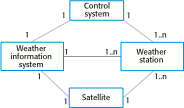 Control
system
1
1
1
1..n
Weather
information
system
1
1..n
Weather
station
1
1..n
1
1
Satellite